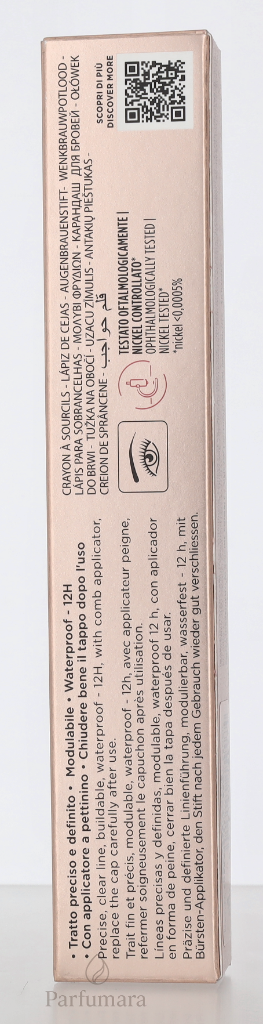 • Tratto preciso e definito • Modulabile • Waterproof - 12H
• Con applicatore a pettinino • Chiudere bene il tappo dopo l'uso
Precise, clear line, buildable, waterproof - 12H, with comb applicator,
replace the cap carefully after use.
Trait fin et précis, modulable, waterproof - 12h, avec applicateur peigne,
refermer soigneusement le capuchon après utilisation.
Líneas precisas y definidas, modulable, waterproof 12 h, con aplicador
en forma de peine, cerrar bien la tapa después de usar.
Präzise und definierte Linienführung, modulierbar, wasserfest - 12 h, mit
Bürsten-Applikator, den Stift nach jedem Gebrauch wieder gut verschliessen.
CRAYON À SOURCILS - LÁPIZ DE CEJAS - AUGENBRAUENSTIFT- WENKBRAUWPOTLOOD -
LÁPIS PARA SOBRANCELHAS - ΜΟΛΥΒΙ ΦΡΥΔΙΩΝ - КАРАНДАШ ДЛЯ БРОВЕЙ - OŁÓWEK
DO BRWI - TUŽKA NA OBOČÍ - UZACU ZĪMULIS - ANTAKIŲ PIEŠTUKAS -
CREION DE SPRÂNCENE - قلم حواجب
TESTATO OFTALMOLOGICAMENTE |
NICKEL CONTROLLATO*
OPHTHALMOLOGICALLY TESTED |
NICKEL TESTED*
*nickel <0,0005%
SCOPRI DI PIÙ
DISCOVER MORE
Parfumara